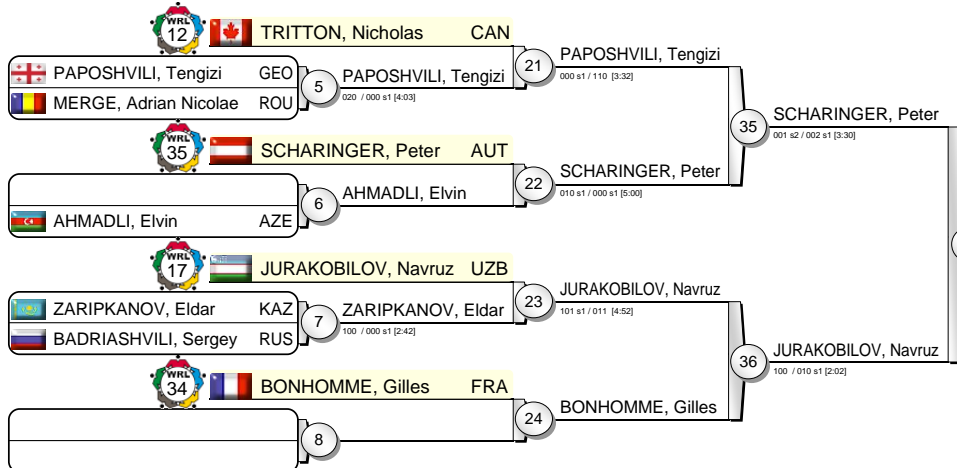 WRL
12
TRITTON, Nicholas CAN
PAPOSHVILI, Tengizi GEO
MERGE, Adrian Nicolae ROU
5
PAPOSHVILI, Tengizi
020 / 000 s1 [4:03]
21
PAPOSHVILI, Tengizi
000 s1 / 110 [3:32]
WRL
35
SCHARINGER, Peter AUT
AHMADLI, Elvin AZE
6
AHMADLI, Elvin
22
SCHARINGER, Peter
010 s1 / 000 s1 [5:00]
35
SCHARINGER, Peter
001 s2 / 002 s1 [3:30]
WRL
17
JURAKOBILOV, Navruz UZB
ZARIPKANOV, Eldar KAZ
BADRIASHVILI, Sergey RUS
7
ZARIPKANOV, Eldar
100 / 000 s1 [2:42]
23
JURAKOBILOV, Navruz
101 s1 / 011 [4:52]
WRL
34
BONHOMME, Gilles FRA
8
24
BONHOMME, Gilles
36
JURAKOBILOV, Navruz
100 / 010 s1 [2:02]